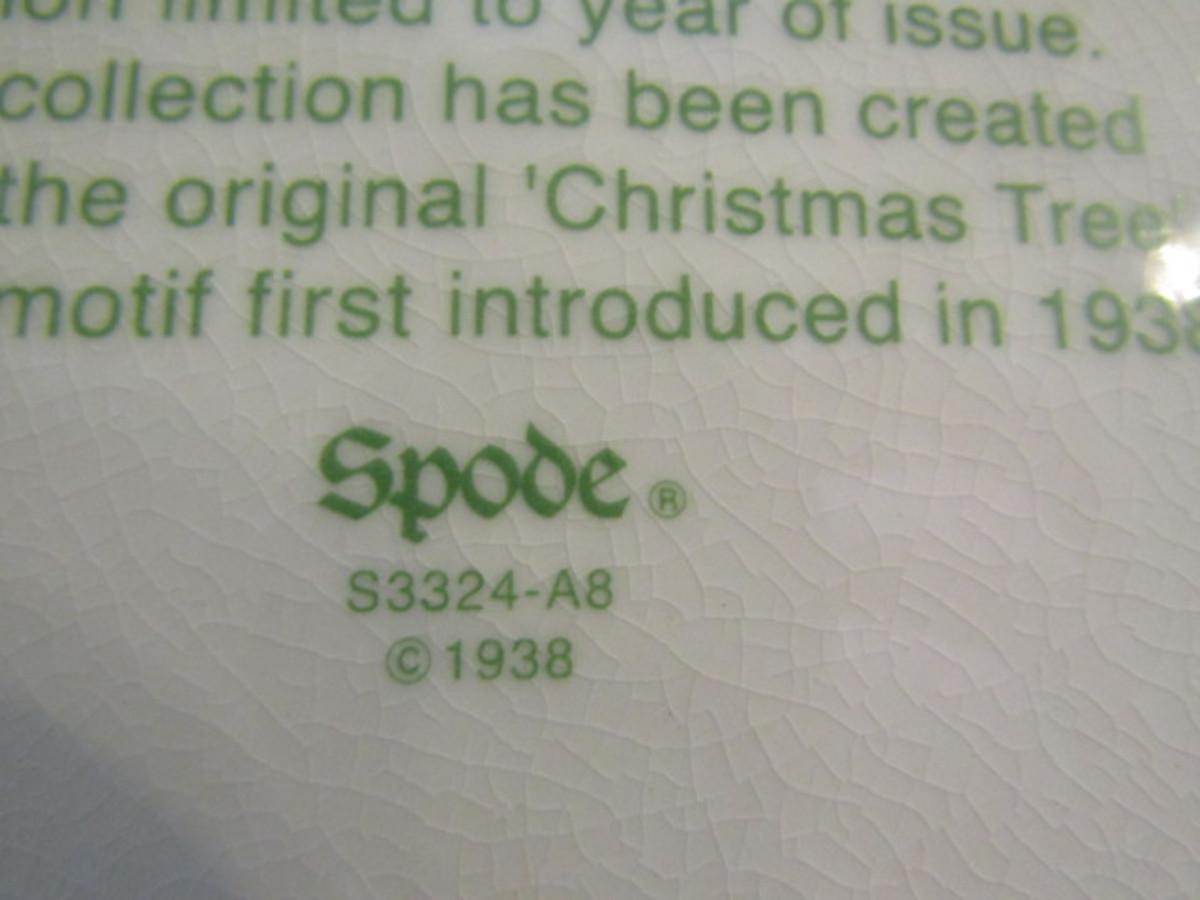 limited to year of issue.
collection has been created
the original 'Christmas Tree'
motif first introduced in 1938
Spode ®
S3324-A8
© 1938